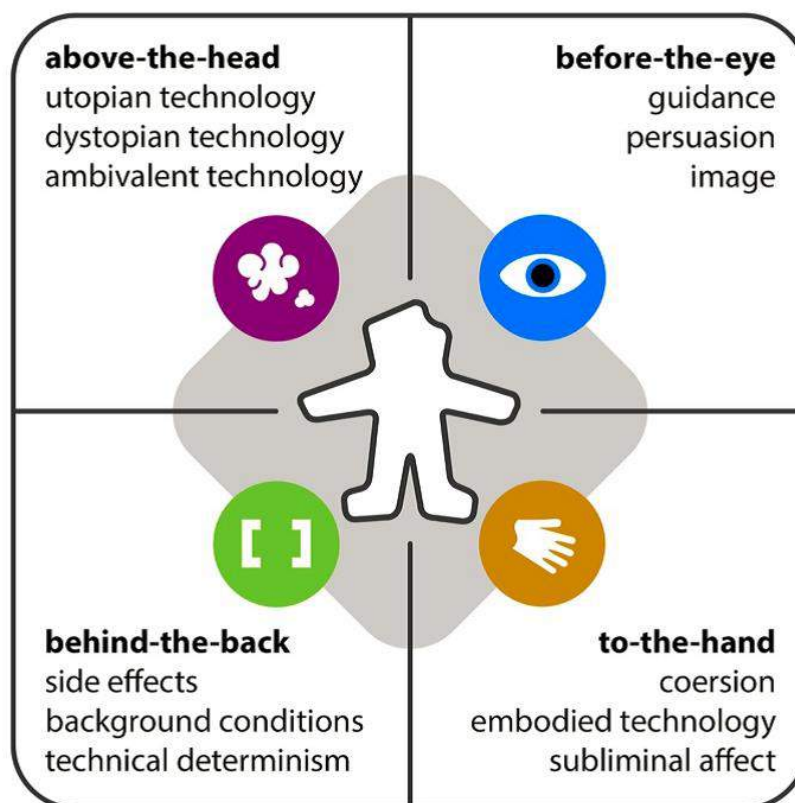 above-the-head
utopian technology
dystopian technology
ambivalent technology
before-the-eye
guidance
persuasion
image
[ ]
behind-the-back
side effects
background conditions
technical determinism
to-the-hand
coersion
embodied technology
subliminal affect